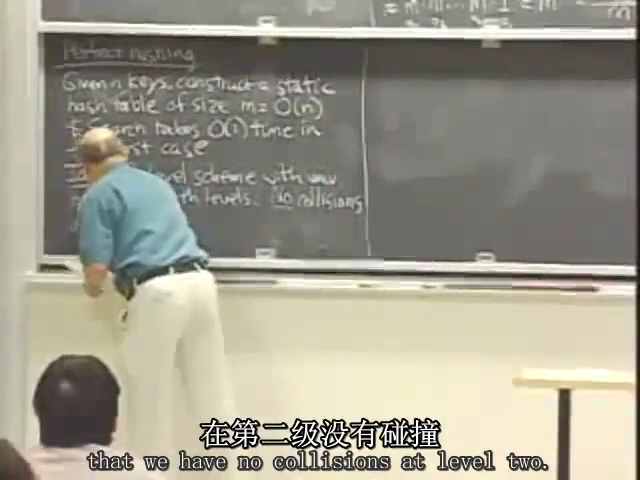 Perfect hashing
Given n keys, construct a static
hash table of size m = O(n)
Search takes O(1) time in
case
level scheme with
levels. No collisions
在第二级没有碰撞
that we have no collisions at level two.